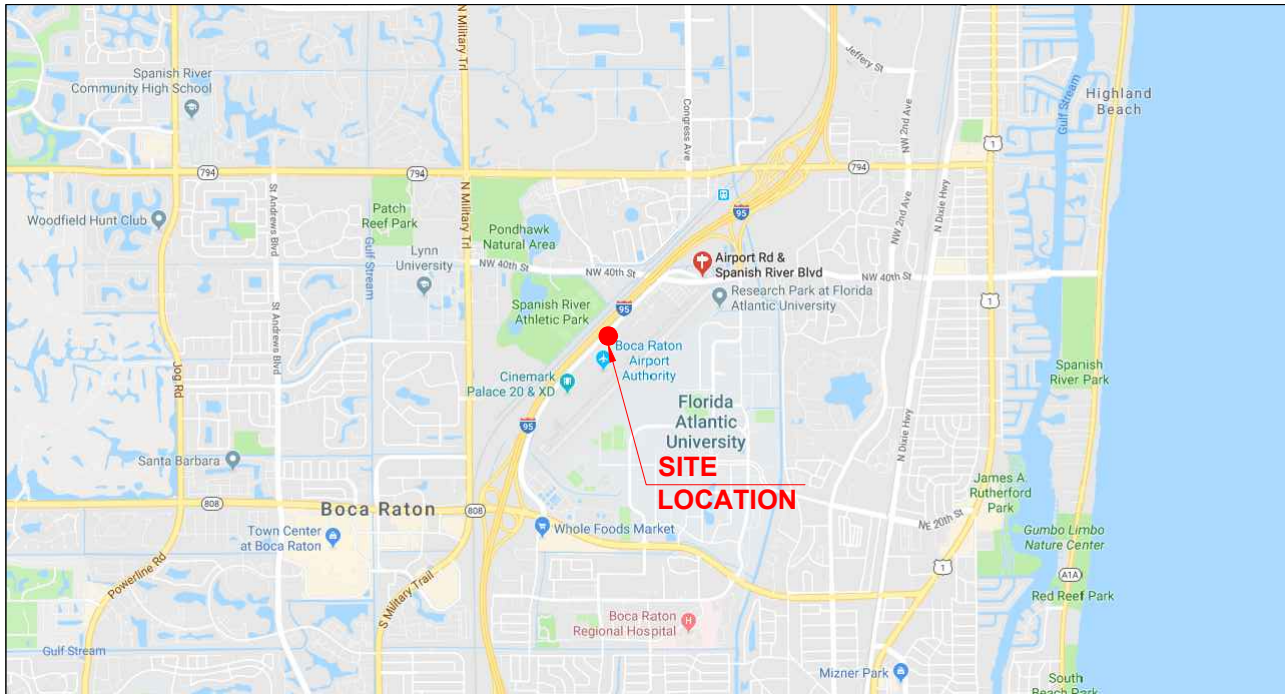 N Military Trl
Jeffery St
Spanish River
Community High School
Highland
Beach
Gulf Stream
Congress Ave
NW 2nd Ave
1
794
794
794
St Andrews Blvd
N Military Trl
N Dixie Hwy
Woodfield Hunt Club
Patch
Reef Park
Pondhawk
Natural Area
95
NW 2nd Ave
Lynn
University
Gulf Stream
NW 40th St
Airport Rd &
Spanish River Blvd
NW 40th St
Research Park at Florida
Atlantic University
1
Spanish River
Athletic Park
95
St Andrews Blvd
Jog Rd
Boca Raton
Airport
Authority
Cinemark
Palace 20 & XD
Spanish
River Park
Florida
Atlantic
University
95
N Dixie Hwy
Santa Barbara
SITE
LOCATION
James A.
Rutherford
Park
808
Boca Raton
808
NE 20th St
Town Center
at Boca Raton
Whole Foods Market
Gumbo Limbo
Nature Center
Powerline Rd
1
A1A
S Military Trail
Red Reef Park
Boca Raton
Regional Hospital
H
Gulf Stream
Mizner Park
South
Beach Park